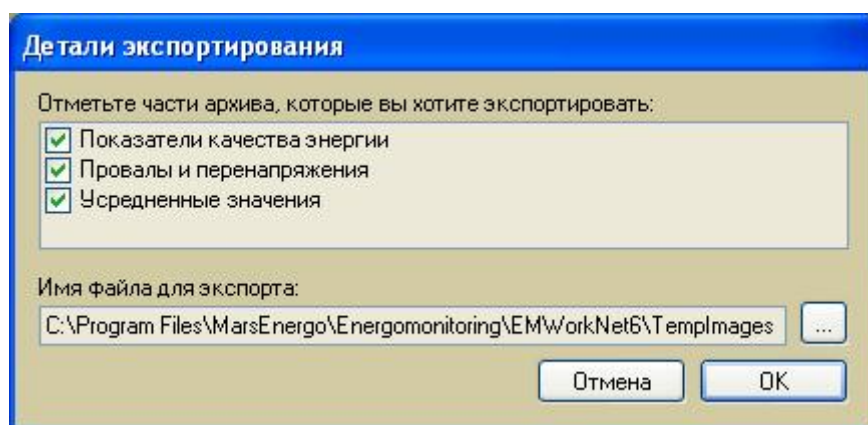 Детали экспортирования
Отметьте части архива, которые вы хотите экспортировать:
Показатели качества энергии
Провалы и перенапряжения
Усредненные значения
Имя файла для экспорта:
C:\Program Files\MarsEnergo\Energomonitoring\EMWorkNet6\TempImages
...
Отмена
OK